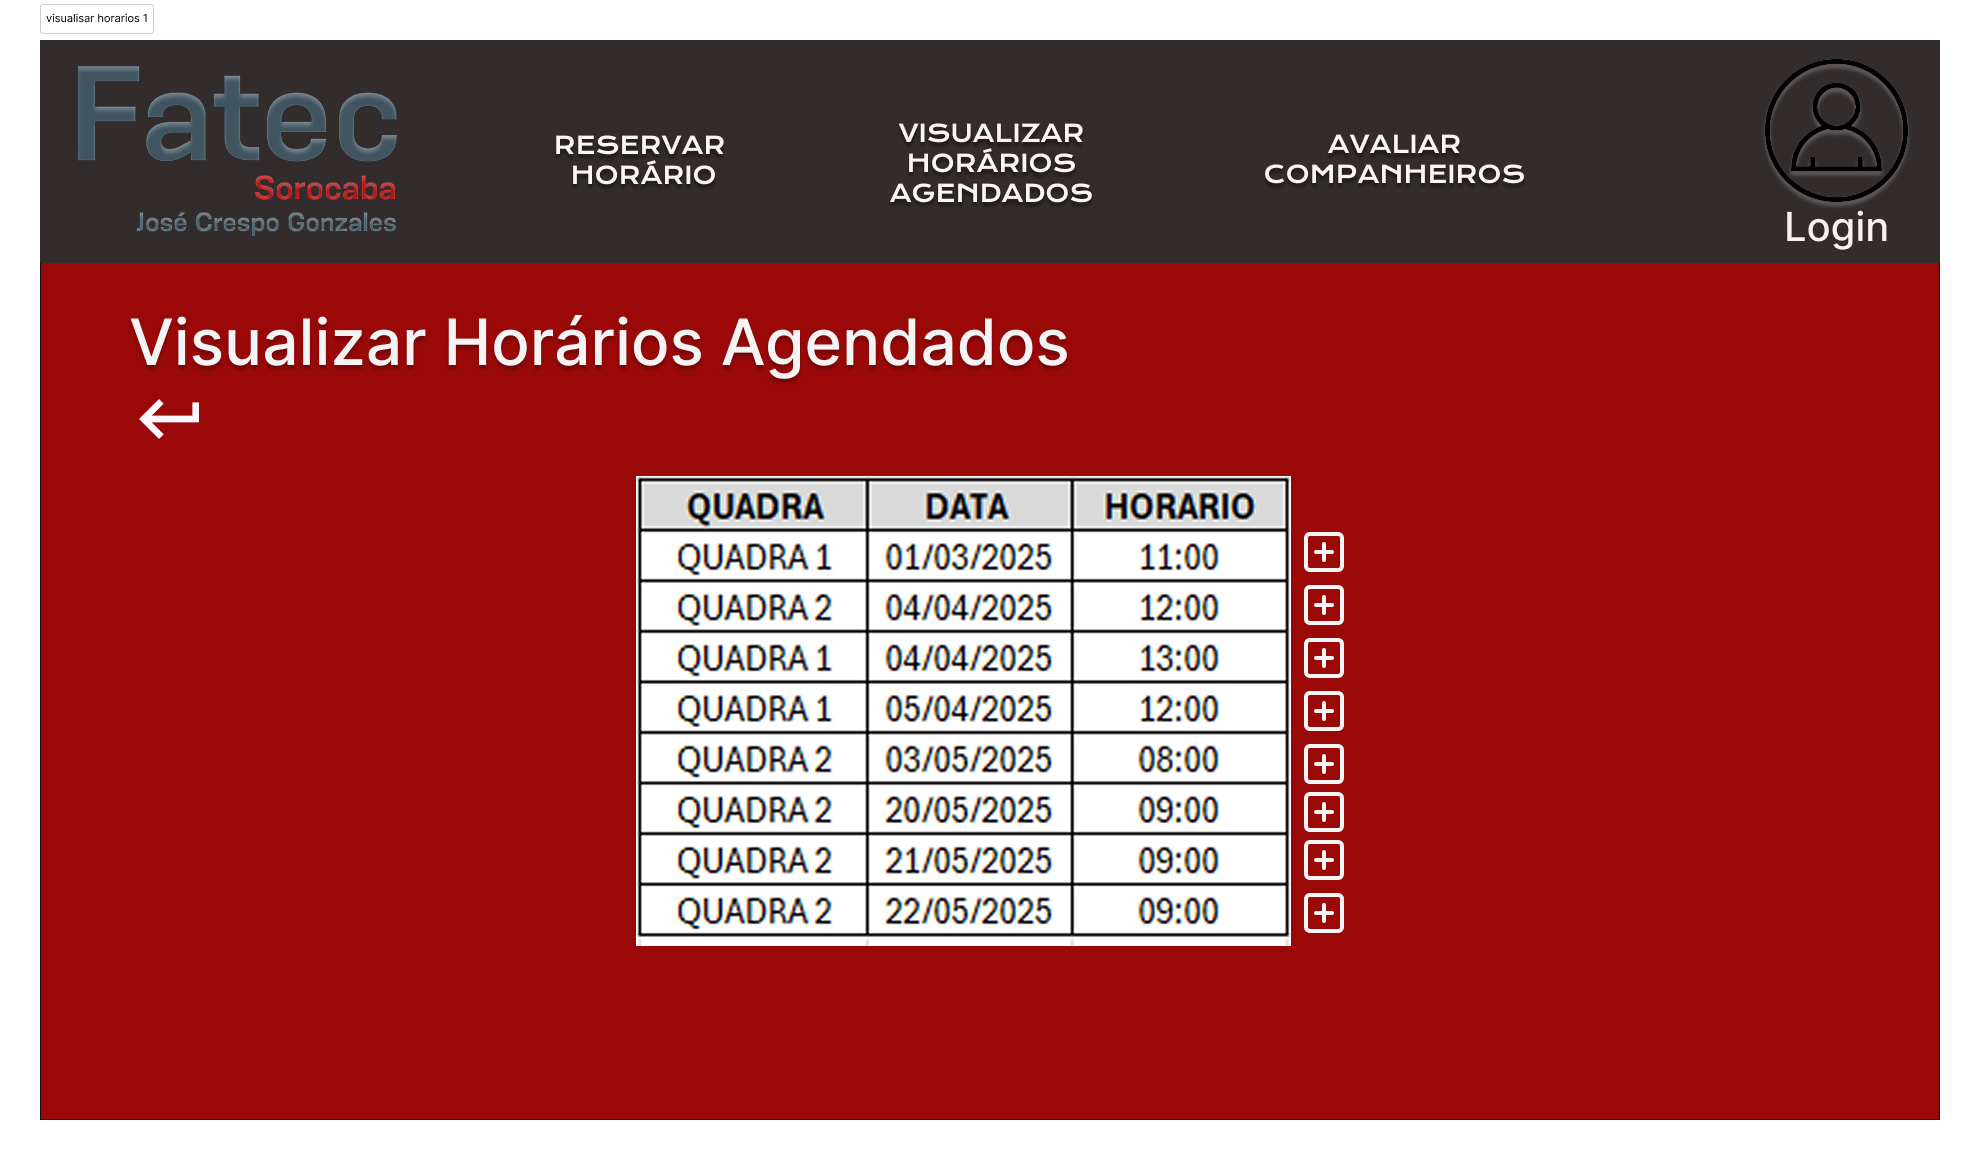 visualisar horarios 1
Fatec
Sorocaba
José Crespo Gonzales
RESERVAR
HORÁRIO
VISUALIZAR
HORÁRIOS
AGENDADOS
AVALIAR
COMPANHEIROS
Login
Visualizar Horários Agendados
QUADRA DATA HORARIO
QUADRA 1 01/03/2025 11:00
QUADRA 2 04/04/2025 12:00
QUADRA 1 04/04/2025 13:00
QUADRA 1 05/04/2025 12:00
QUADRA 2 03/05/2025 08:00
QUADRA 2 20/05/2025 09:00
QUADRA 2 21/05/2025 09:00
QUADRA 2 22/05/2025 09:00